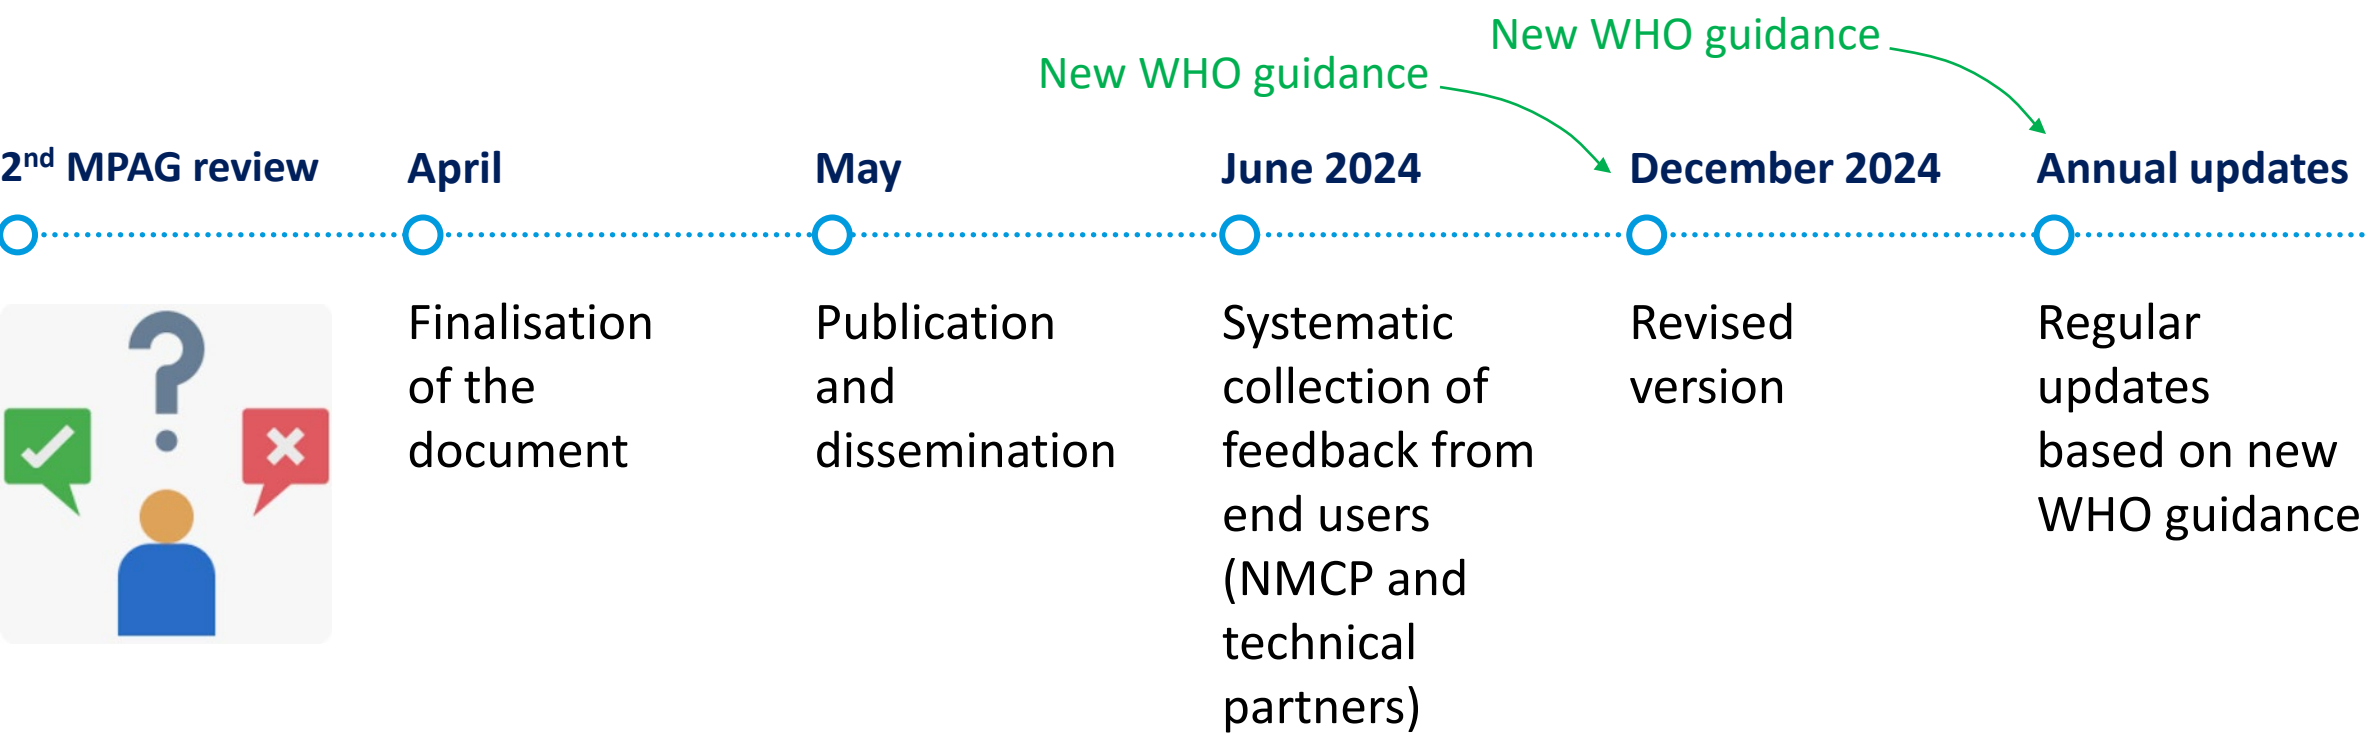 New WHO guidance
New WHO guidance
2nd MPAG review
April
May
June 2024
December 2024
Annual updates
Finalisation
of the
document
Publication
and
dissemination
Systematic
collection of
feedback from
end users
(NMCP and
technical
partners)
Revised
version
Regular
updates
based on new
WHO guidance